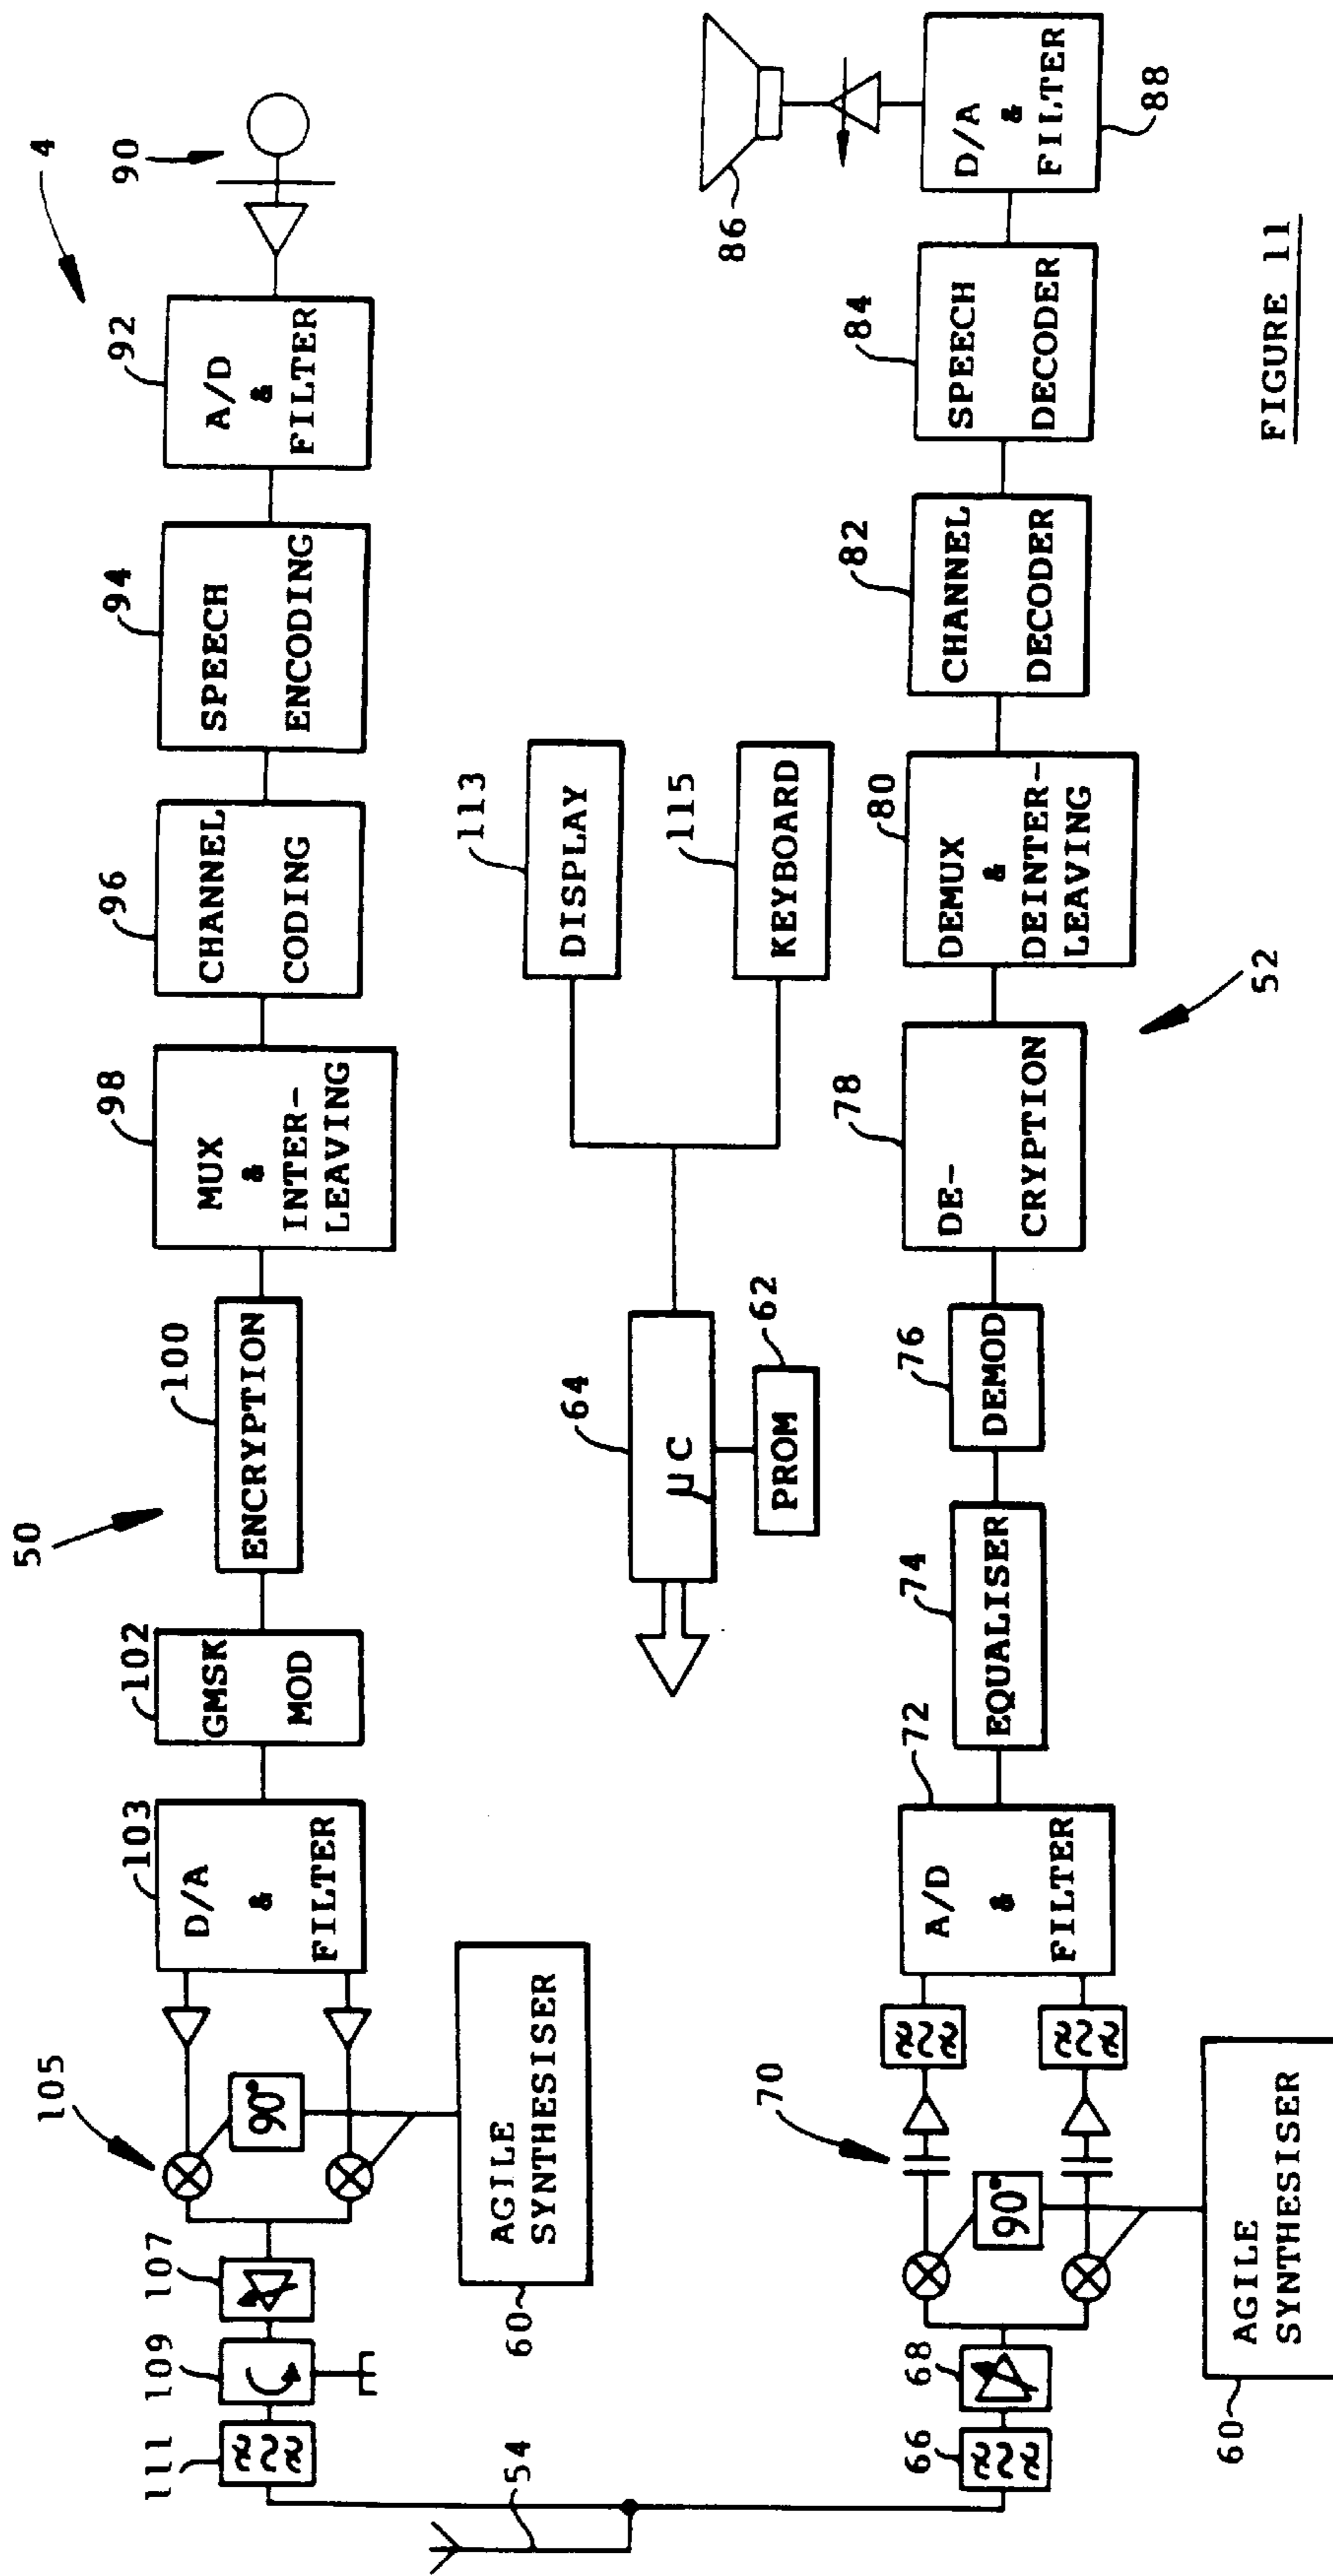 4
90
92
A/D
&
FILTER
94
SPEECH
ENCODING
96
CHANNEL
CODING
98
MUX
&
INTER-
LEAVING
100
ENCRYPTION
50
102
GMSK
MOD
103
D/A
&
FILTER
105
90°
107
109
111
AGILE
SYNTHESISER
60
54
113
DISPLAY
115
KEYBOARD
64
µC
62
PROM
66
68
70
90°
AGILE
SYNTHESISER
60
72
A/D
&
FILTER
74
EQUALISER
76
DEMOD
78
DE-
CRYPTION
52
80
DEMUX
&
DEINTER-
LEAVING
82
CHANNEL
DECODER
84
SPEECH
DECODER
86
D/A
&
FILTER
88
FIGURE 11